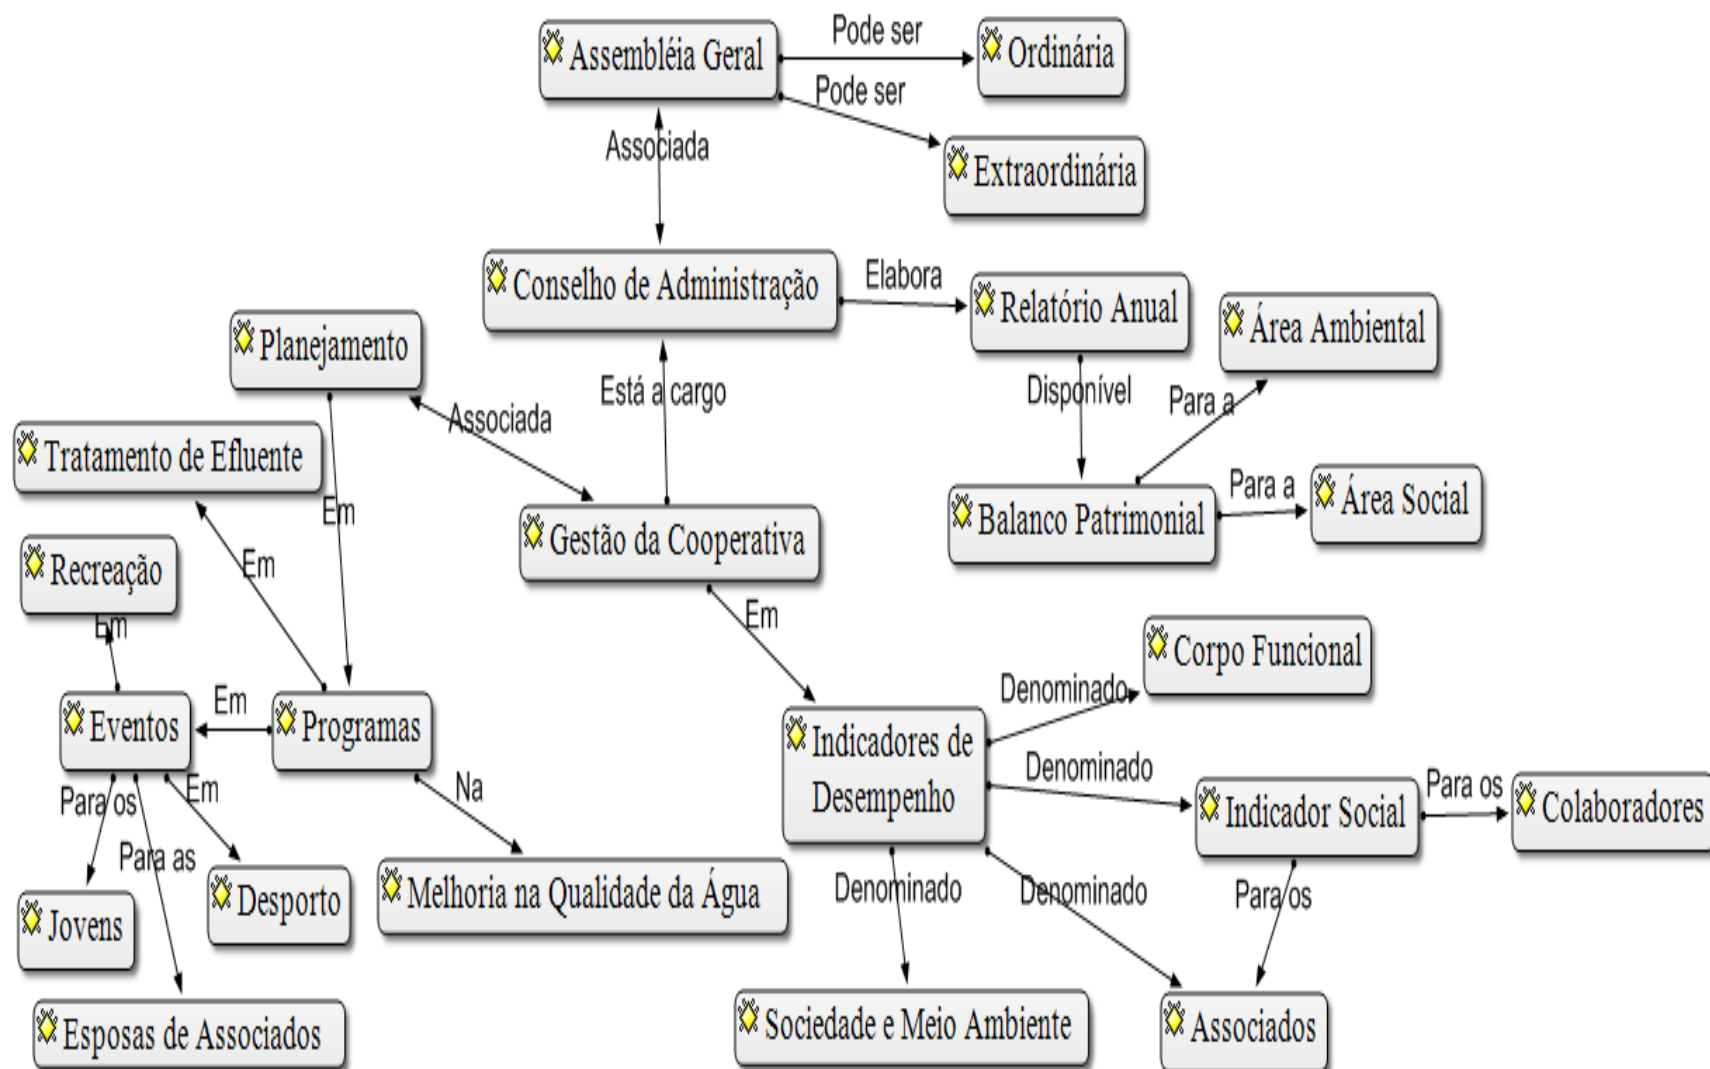 Assembléia Geral
Pode ser
Ordinária
Pode ser
Extraordinária
Associada
Conselho de Administração
Elabora
Relatório Anual
Área Ambiental
Planejamento
Está a cargo
Disponível
Para a
Associada
Tratamento de Efluente
Em
Gestão da Cooperativa
Balanco Patrimonial
Para a
Área Social
Recreação
Em
Em
Em
Corpo Funcional
Eventos
Em
Programas
Denominado
Indicadores de
Desempenho
Denominado
Indicador Social
Para os
Colaboradores
Para os
Em
Na
Para as
Jovens
Desporto
Melhoria na Qualidade da Água
Denominado
Denominado
Para os
Esposas de Associados
Sociedade e Meio Ambiente
Associados